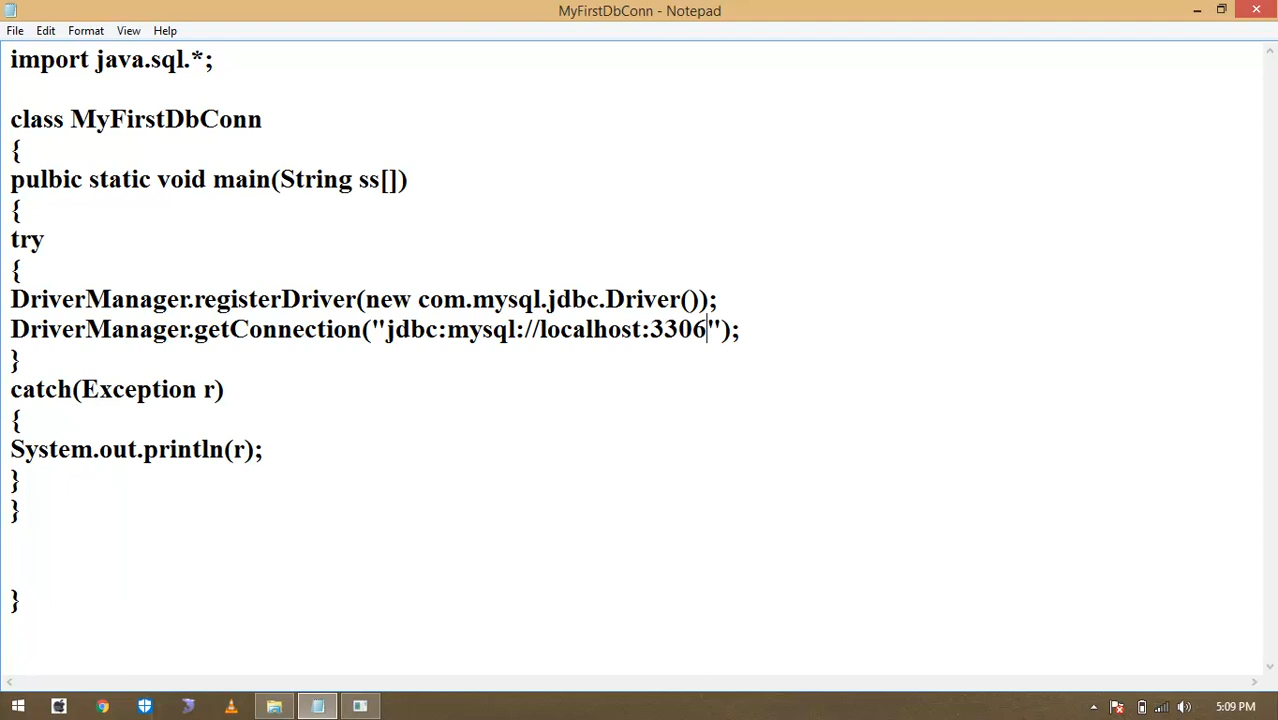 MyFirstDbConn - Notepad
File Edit Format View Help
import java.sql.*;
class MyFirstDbConn
{
pulbic static void main(String ss[])
{
try
{
DriverManager.registerDriver(new com.mysql.jdbc.Driver());
DriverManager.getConnection("jdbc:mysql://localhost:3306");
}
catch(Exception r)
{
System.out.println(r);
}
}
}
5:09 PM